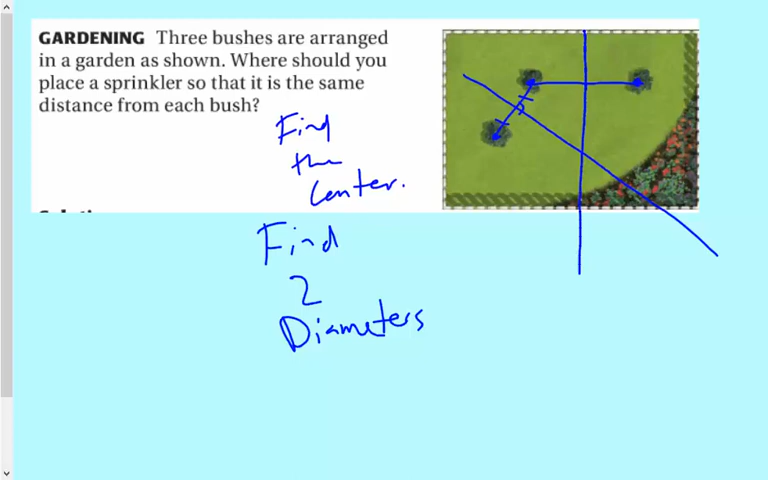 GARDENING Three bushes are arranged
in a garden as shown. Where should you
place a sprinkler so that it is the same
distance from each bush?
Find
the
Center.
Find
2
Diameters